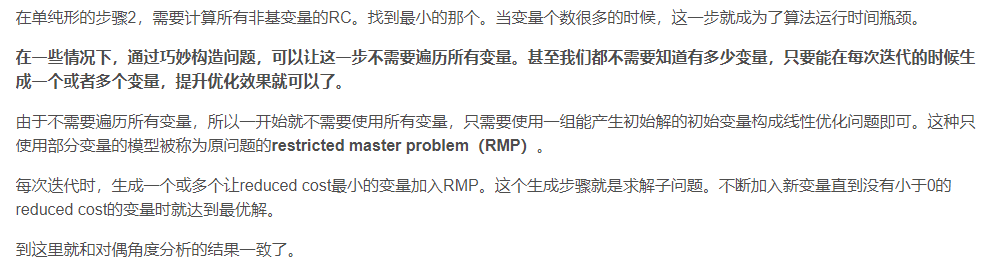 在单纯形的步骤2，需要计算所有非基变量的RC。找到最小的那个。当变量个数很多的时候，这一步就成为了算法运行时间瓶颈。
在一些情况下，通过巧妙构造问题，可以让这一步不需要遍历所有变量。甚至我们都不需要知道有多少变量，只要能在每次迭代的时候生
成一个或者多个变量，提升优化效果就可以了。
由于不需要遍历所有变量，所以一开始就不需要使用所有变量，只需要使用一组能产生初始解的初始变量构成线性优化问题即可。这种只
使用部分变量的模型被称为原问题的restricted master problem（RMP）。
每次迭代时，生成一个或多个让reduced cost最小的变量加入RMP。这个生成步骤就是求解子问题。不断加入新变量直到没有小于0的
reduced cost的变量时就达到最优解。
到这里就和对偶角度分析的结果一致了。